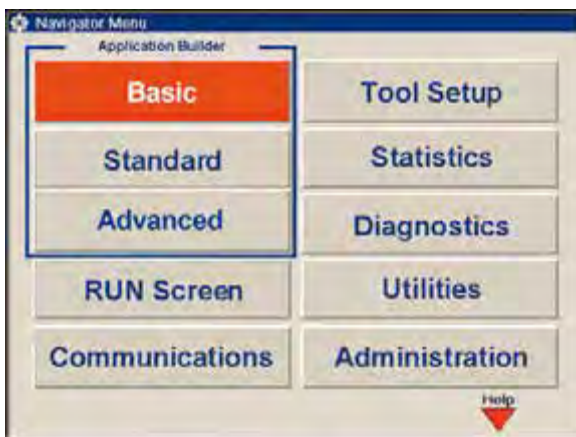 Navigator Menu
Application Builder
Basic
Standard
Advanced
RUN Screen
Communications
Tool Setup
Statistics
Diagnostics
Utilities
Administration
Help